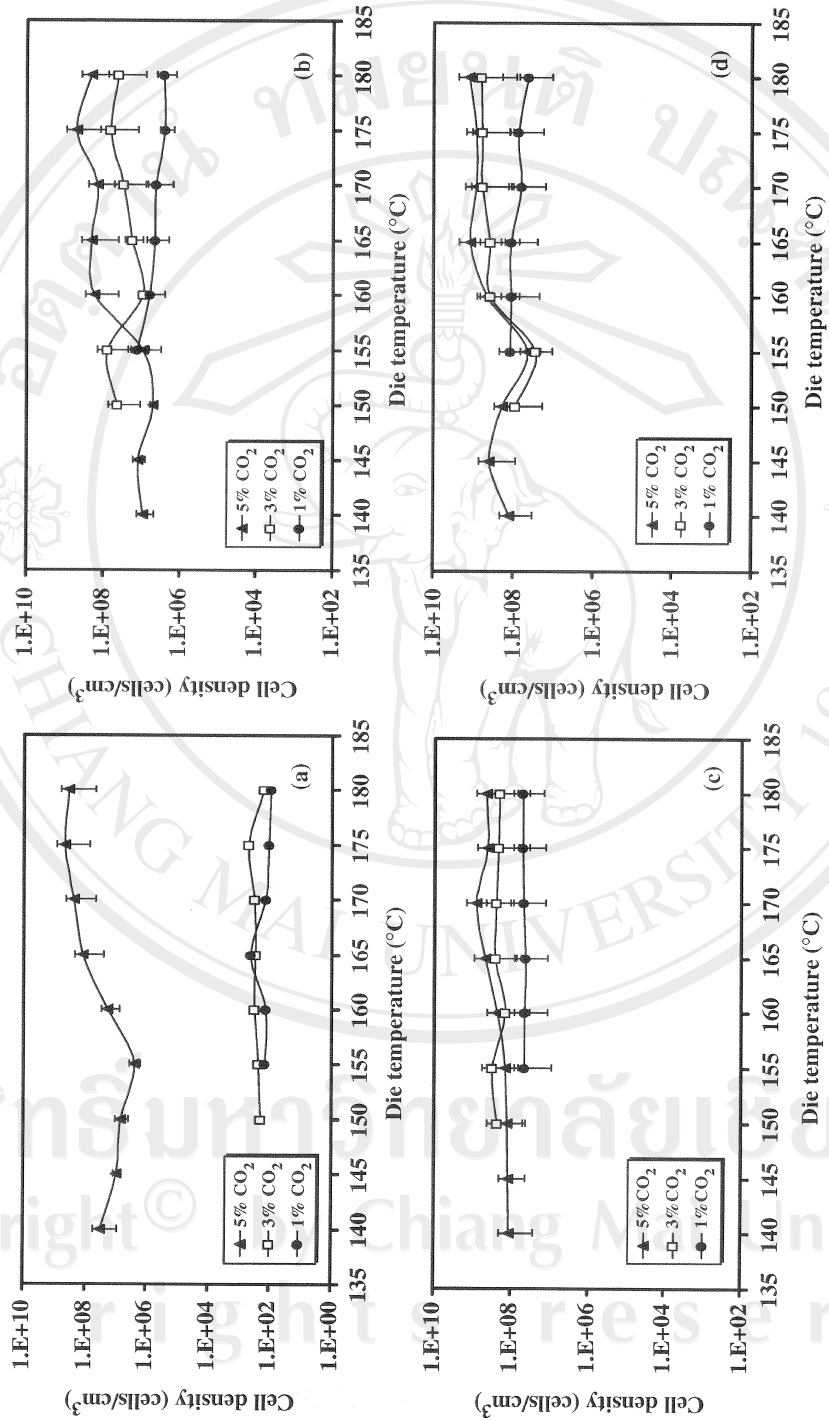 1.E+10
1.E+08
1.E+06
1.E+04
1.E+02
1.E+00
Cell density (cells/cm³)
135 140 145 150 155 160 165 170 175 180 185
Die temperature (°C)
5% CO₂
3% CO₂
1% CO₂
(a)
1.E+10
1.E+08
1.E+06
1.E+04
1.E+02
Cell density (cells/cm³)
135 140 145 150 155 160 165 170 175 180 185
Die temperature (°C)
5% CO₂
3% CO₂
1% CO₂
(b)
1.E+10
1.E+08
1.E+06
1.E+04
1.E+02
Cell density (cells/cm³)
135 140 145 150 155 160 165 170 175 180 185
Die temperature (°C)
5% CO₂
3% CO₂
1% CO₂
(c)
1.E+10
1.E+08
1.E+06
1.E+04
1.E+02
Cell density (cells/cm³)
135 140 145 150 155 160 165 170 175 180 185
Die temperature (°C)
5% CO₂
3% CO₂
1% CO₂
(d)
CHIANG MAI UNIVERSITY
© by Chiang Mai